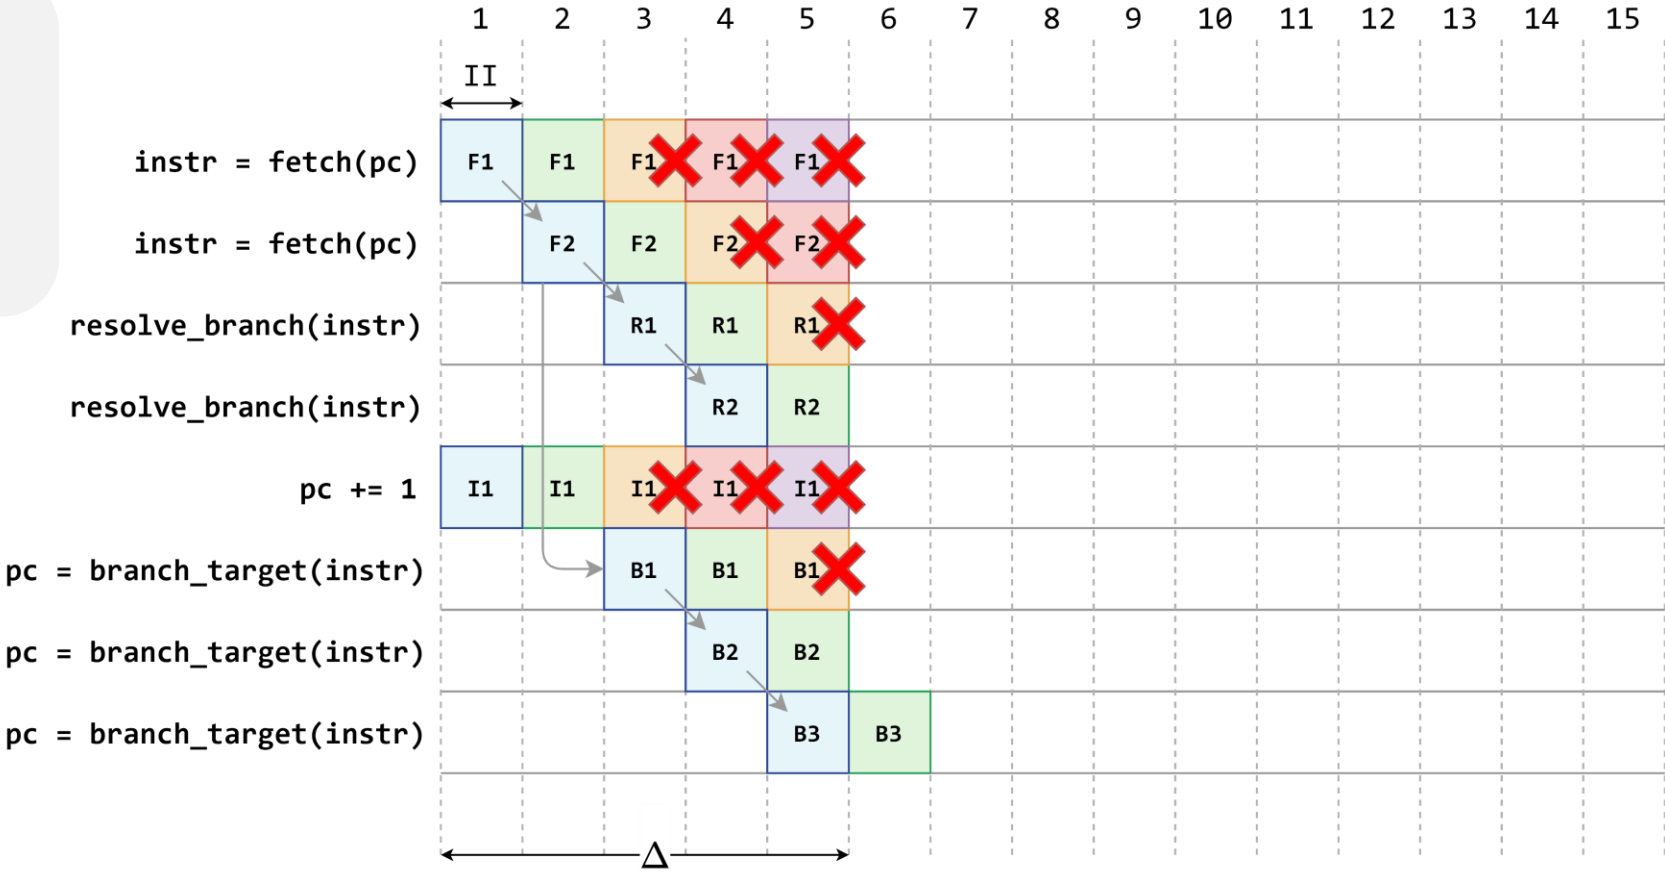 1 2 3 4 5 6 7 8 9 10 11 12 13 14 15
II
instr = fetch(pc) F1 F1 F1 F1 F1
instr = fetch(pc) F2 F2 F2 F2
resolve_branch(instr) R1 R1 R1
resolve_branch(instr) R2 R2
pc += 1 I1 I1 I1 I1 I1
pc = branch_target(instr) B1 B1 B1
pc = branch_target(instr) B2 B2
pc = branch_target(instr) B3 B3
Δ